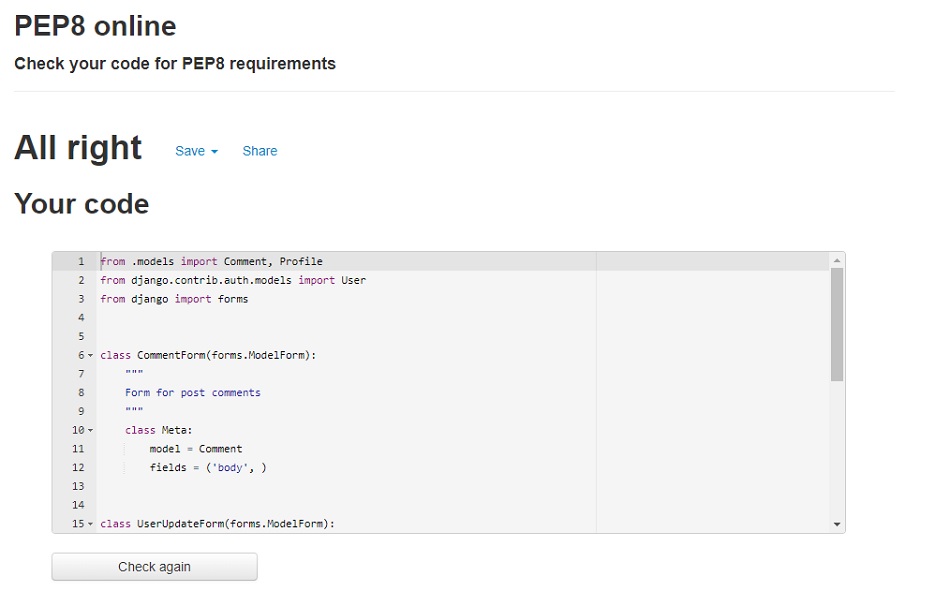 PEP8 online
Check your code for PEP8 requirements
All right Save Share
Your code
1 from .models import Comment, Profile
2 from django.contrib.auth.models import User
3 from django import forms
4
5
6 class CommentForm(forms.ModelForm):
7 """
8 Form for post comments
9 """
10 class Meta:
11 model = Comment
12 fields = ('body', )
13
14
15 class UserUpdateForm(forms.ModelForm):
Check again